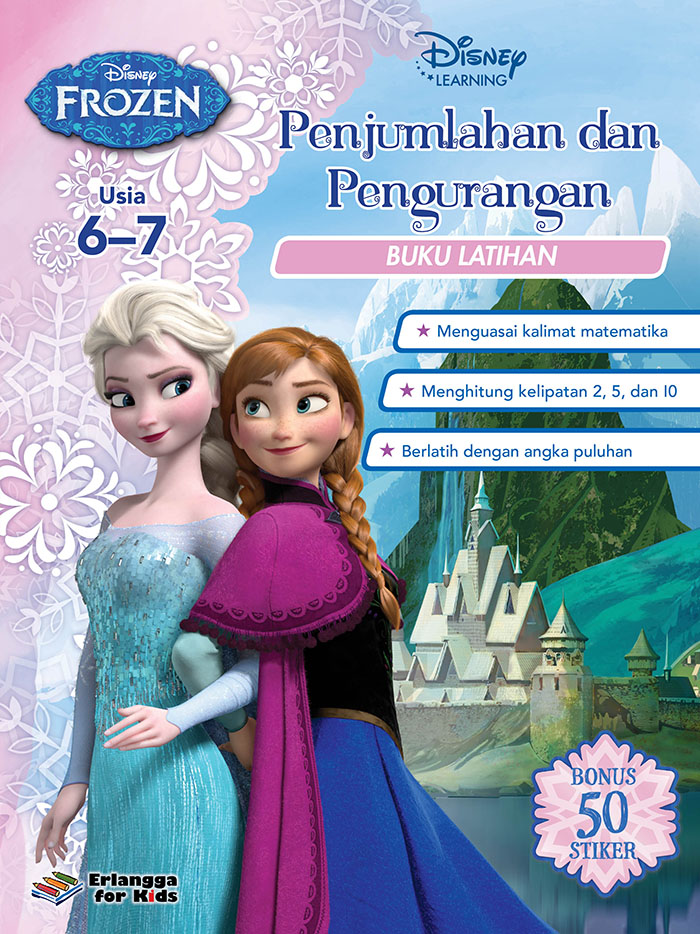 Disney
FROZEN
Usia
6–7
Disney
LEARNING
Penjumlahan dan
Pengurangan
BUKU LATIHAN
★ Menguasai kalimat matematika
★ Menghitung kelipatan 2, 5, dan 10
★ Berlatih dengan angka puluhan
BONUS
50
STIKER
Erlangga
for Kids